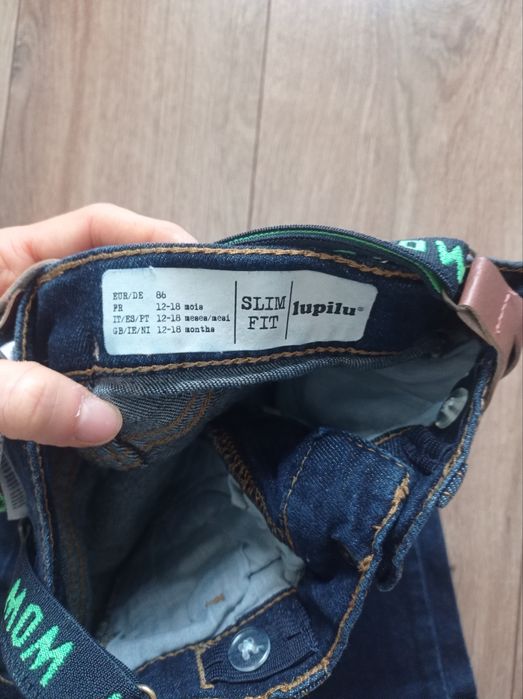 EUR/DE 86
FR 12-18 mois
IT/ES/PT 12-18 meses/mesi
GB/IE/NI 12-18 months
SLIM
FIT
lupilu®
WOW